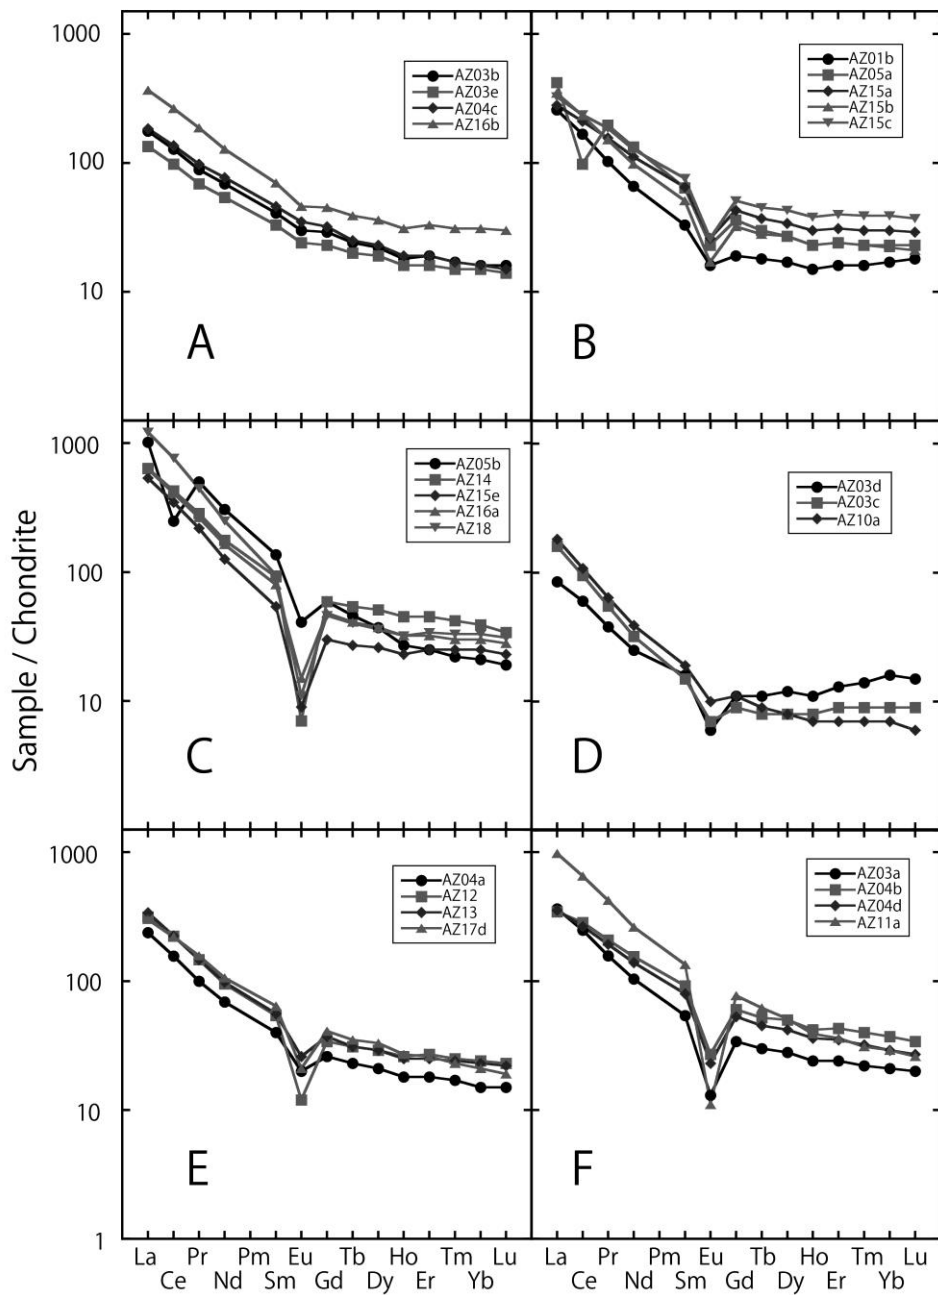 1000
100
10
AZ03b
AZ03e
AZ04c
AZ16b
A
AZ01b
AZ05a
AZ15a
AZ15b
AZ15c
B
Sample / Chondrite
1000
100
10
AZ05b
AZ14
AZ15e
AZ16a
AZ18
C
AZ03d
AZ03c
AZ10a
D
1000
100
10
1
AZ04a
AZ12
AZ13
AZ17d
E
AZ03a
AZ04b
AZ04d
AZ11a
F
La Pr Pm Eu Tb Ho Tm Lu
Ce Nd Sm Gd Dy Er Yb
La Pr Pm Eu Tb Ho Tm Lu
Ce Nd Sm Gd Dy Er Yb